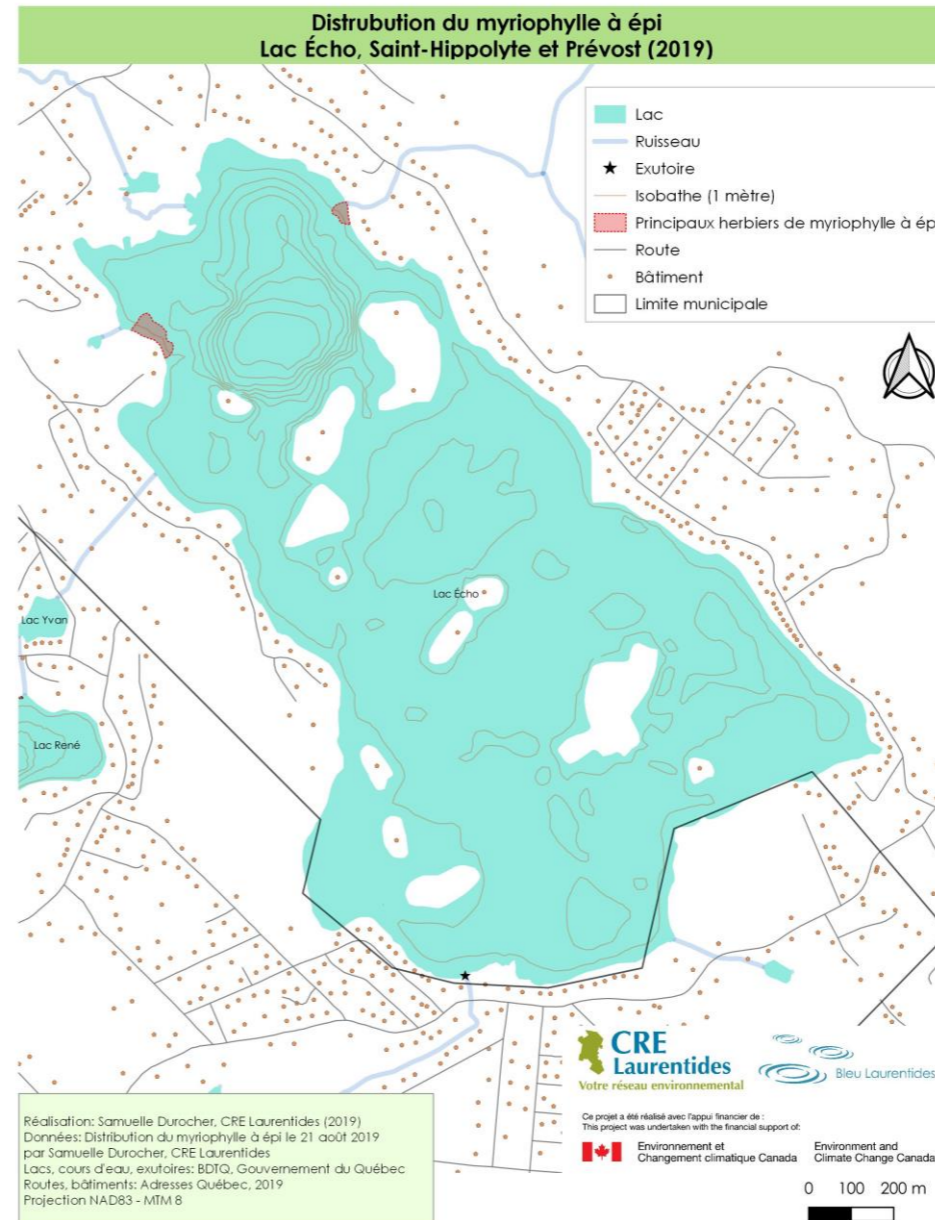 Distrubution du myriophylle à épi
Lac Écho, Saint-Hippolyte et Prévost (2019)
Lac
Ruisseau
Exutoire
Isobathe (1 mètre)
Principaux herbiers de myriophylle à épi
Route
Bâtiment
Limite municipale
Lac Écho
Lac Yvan
Lac René
CRE
Laurentides
Votre réseau environnemental
Bleu Laurentides
Ce projet a été réalisé avec l'appui financier de :
This project was undertaken with the financial support of:
Environnement et
Changement climatique Canada
Environment and
Climate Change Canada
0 100 200 m
Réalisation: Samuelle Durocher, CRE Laurentides (2019)
Données: Distribution du myriophylle à épi le 21 août 2019
par Samuelle Durocher, CRE Laurentides
Lacs, cours d'eau, exutoires: BDTQ, Gouvernement du Québec
Routes, bâtiments: Adresses Québec, 2019
Projection NAD83 - MTM 8